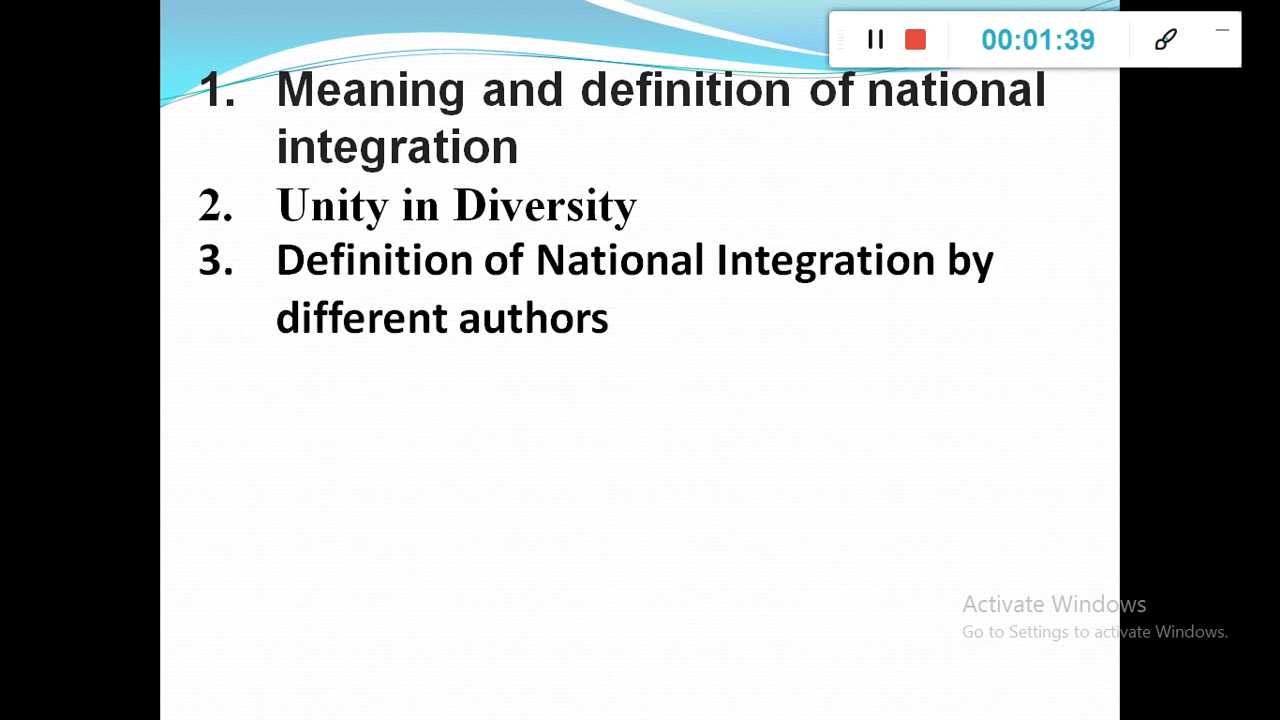 00:01:39
1. Meaning and definition of national
integration
2. Unity in Diversity
3. Definition of National Integration by
different authors
Activate Windows
Go to Settings to activate Windows.